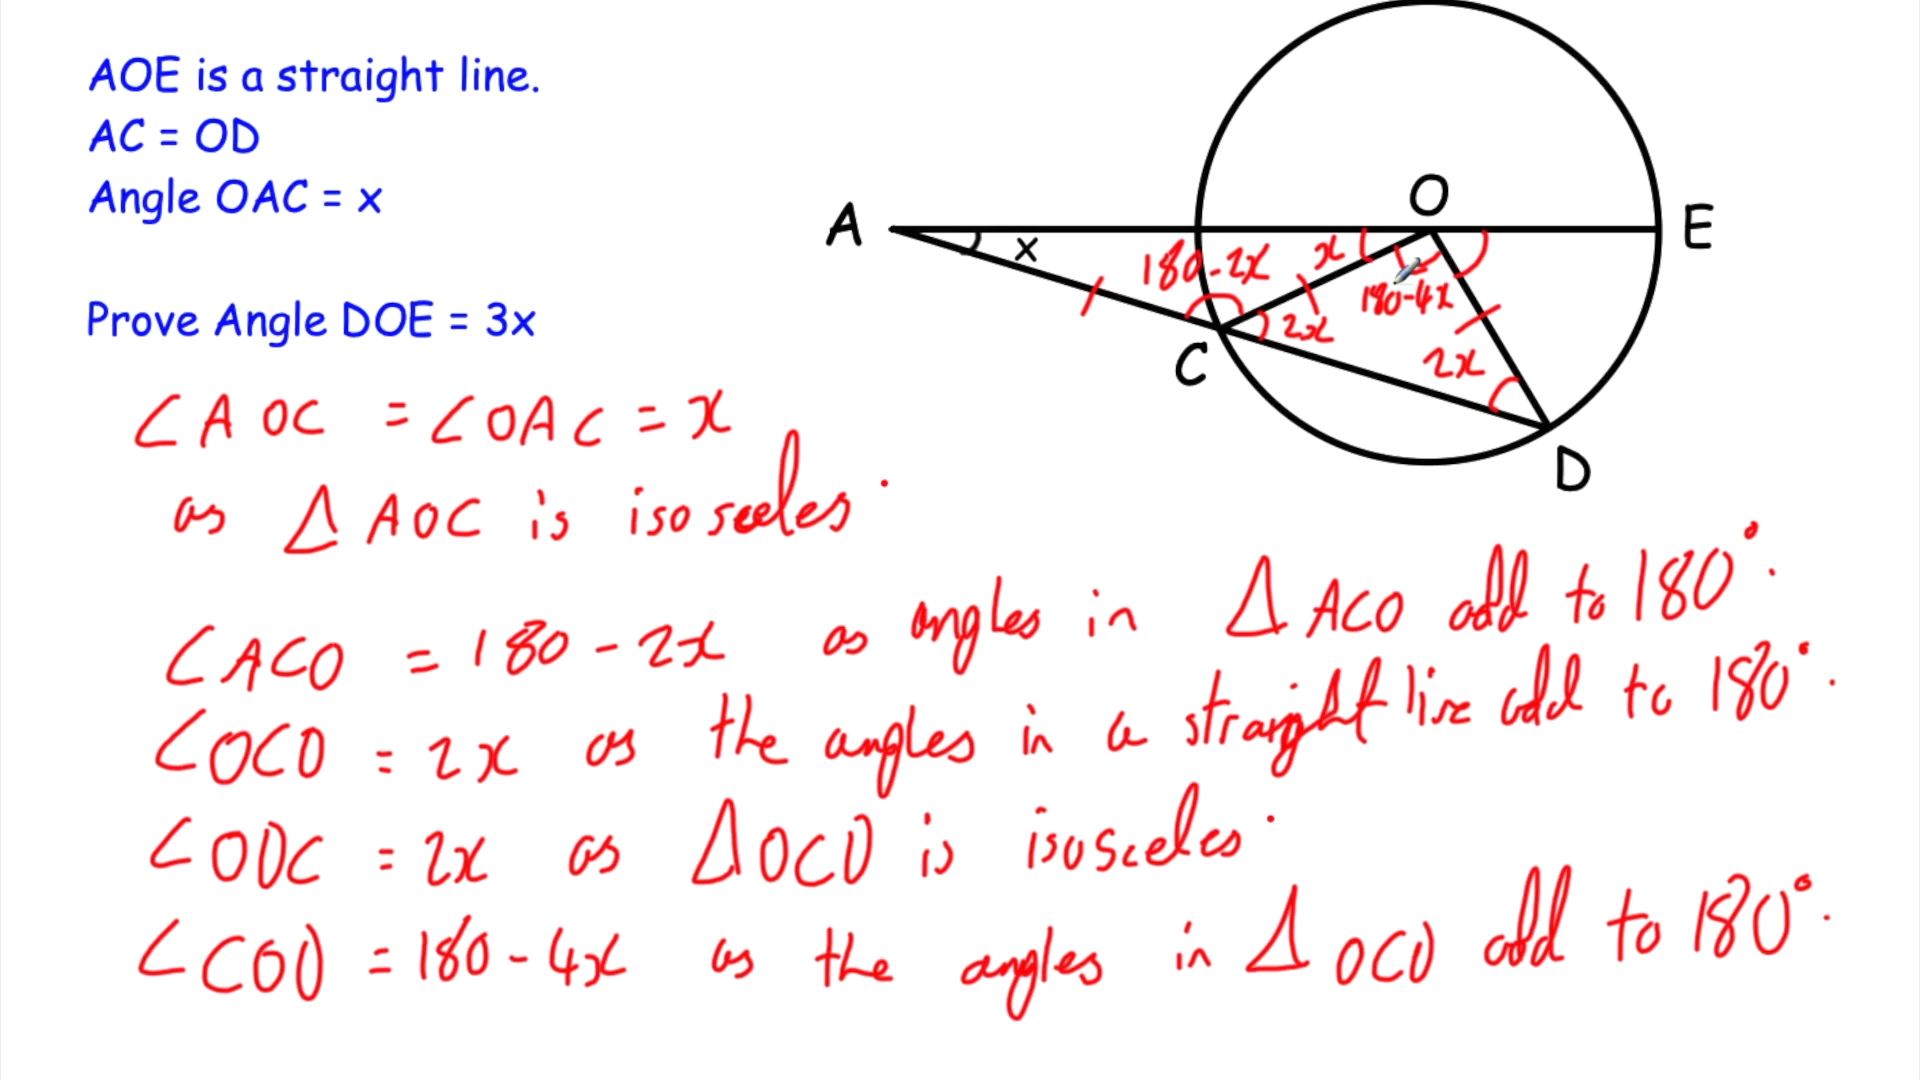 AOE is a straight line.
AC = OD
Angle OAC = x
Prove Angle DOE = 3x
A
O
E
x
180-2x
x
180-4x
2x
C
2x
D
∠AOC = ∠OAC = x
as △AOC is isosceles.
∠ACO = 180 - 2x as angles in △ACO add to 180°.
∠OCD = 2x as the angles in a straight line add to 180°.
∠ODC = 2x as △OCD is isosceles.
∠COD = 180 - 4x as the angles in △OCD add to 180°.